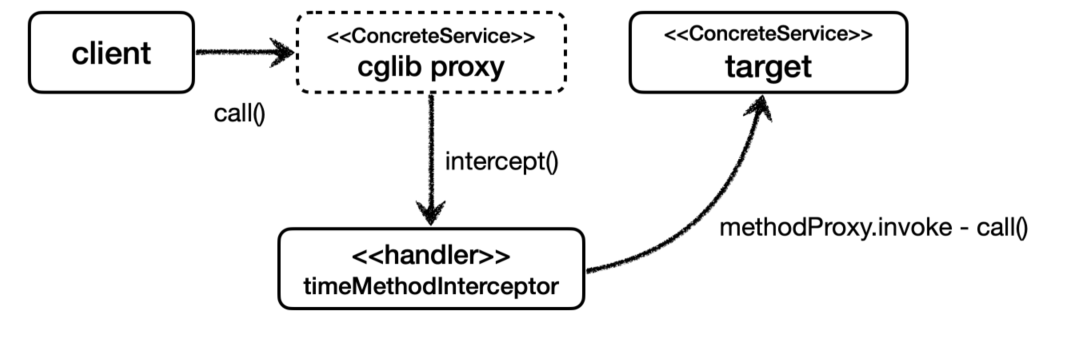 client
<<ConcreteService>>
cglib proxy
<<ConcreteService>>
target
call()
intercept()
<<handler>>
timeMethodInterceptor
methodProxy.invoke - call()